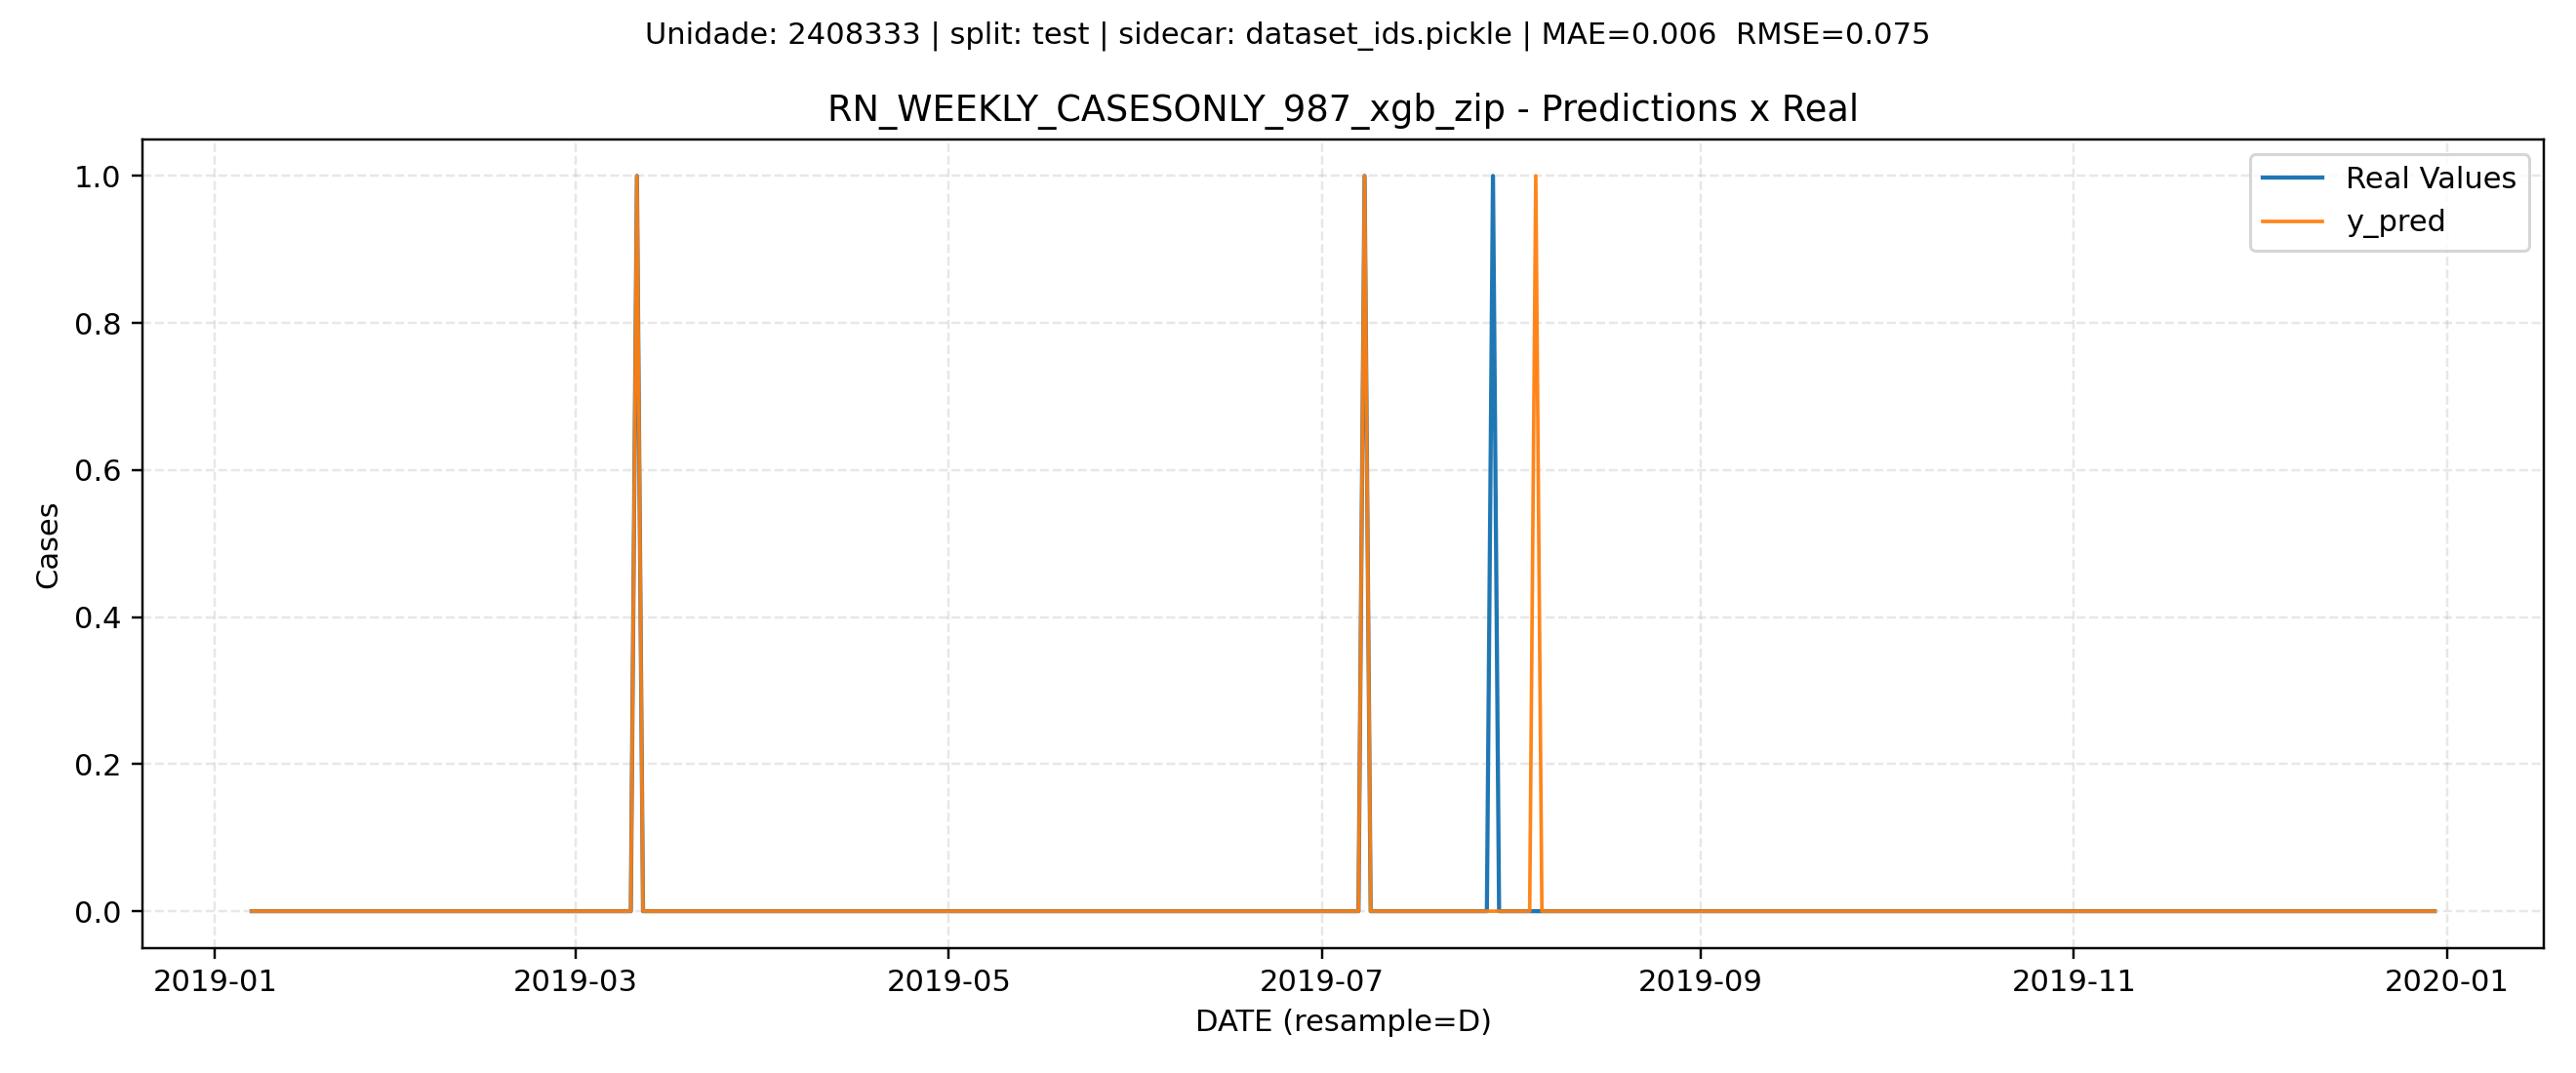 Unidade: 2408333 | split: test | sidecar: dataset_ids.pickle | MAE=0.006  RMSE=0.075
RN_WEEKLY_CASESONLY_987_xgb_zip - Predictions x Real
Real Values
y_pred
1.0
0.8
0.6
0.4
0.2
0.0
Cases
2019-01 2019-03 2019-05 2019-07 2019-09 2019-11 2020-01
DATE (resample=D)